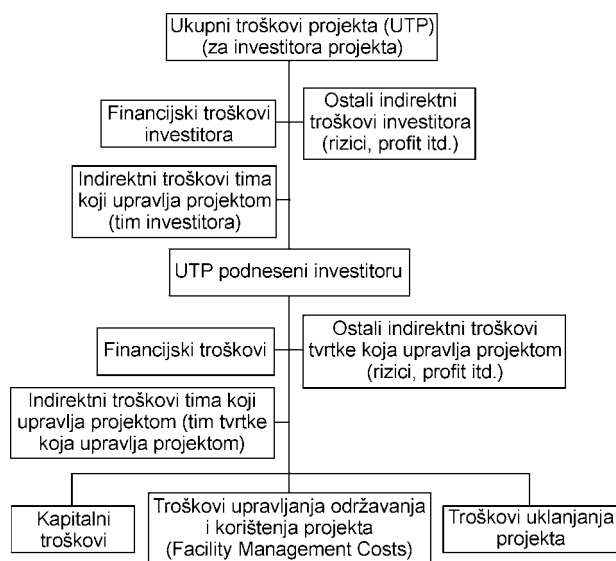 Ukupni troškovi projekta (UTP)
(za investitora projekta)
Financijski troškovi
investitora
Ostali indirektni
troškovi investitora
(rizici, profit itd.)
Indirektni troškovi tima
koji upravlja projektom
(tim investitora)
UTP podneseni investitoru
Financijski troškovi
Ostali indirektni troškovi
tvrtke koja upravlja projektom
(rizici, profit itd.)
Indirektni troškovi tima koji
upravlja projektom (tim tvrtke
koja upravlja projektom)
Kapitalni
troškovi
Troškovi upravljanja održavanja
i korištenja projekta
(Facility Management Costs)
Troškovi uklanjanja
projekta